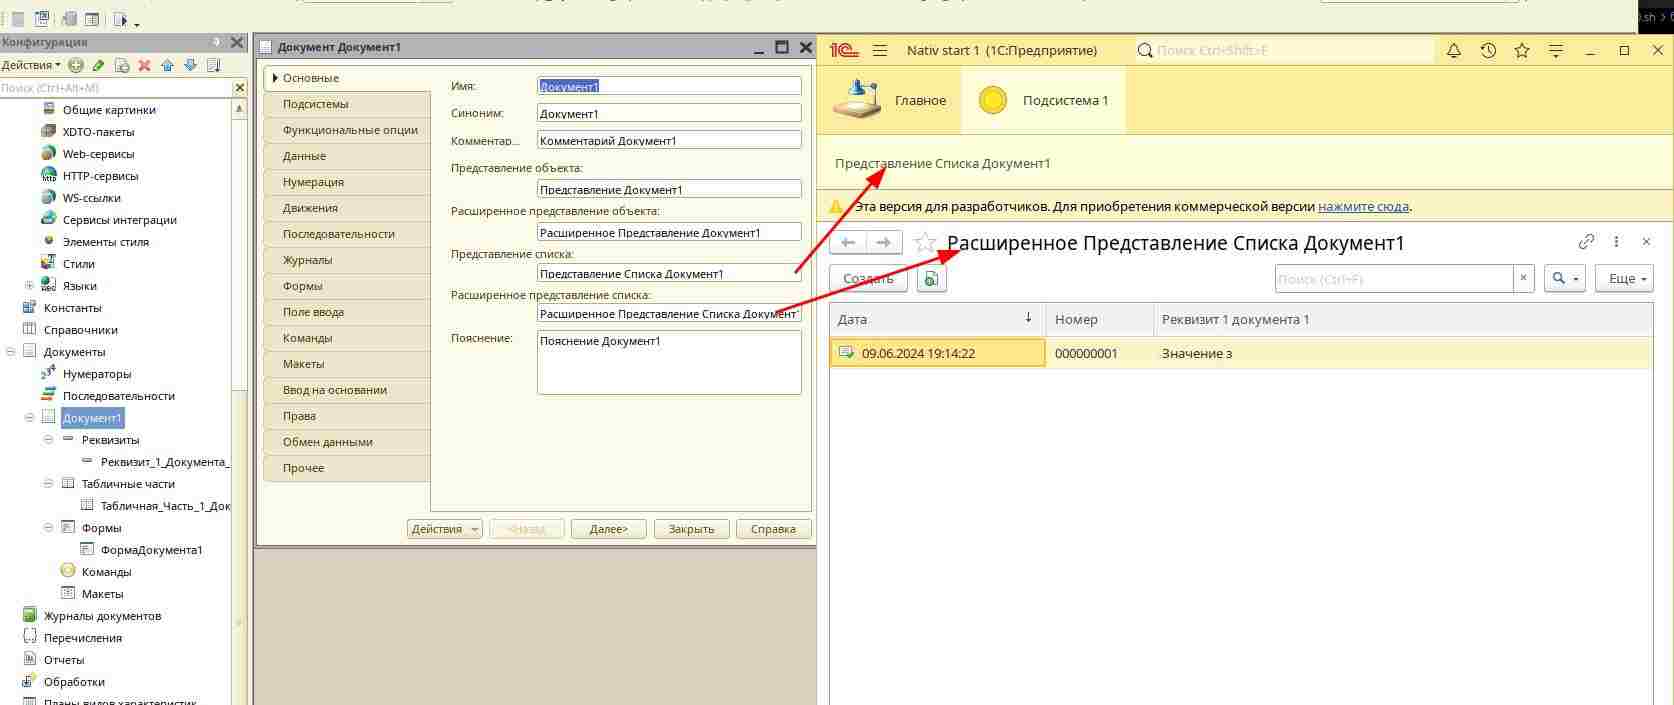 .sh > б
Конфигурация
Действия
Поиск (Ctrl+Alt+M)
Общие картинки
XDTO-пакеты
Web-сервисы
HTTP-сервисы
WS-ссылки
Сервисы интеграции
Элементы стиля
Стили
Языки
Константы
Справочники
Документы
Нумераторы
Последовательности
Документ1
Реквизиты
Реквизит_1_Документа_
Табличные части
Табличная_Часть_1_Док
Формы
ФормаДокумента1
Команды
Макеты
Журналы документов
Перечисления
Отчеты
Обработки
Планы видов характеристик
Документ Документ1
Основные
Подсистемы
Функциональные опции
Данные
Нумерация
Движения
Последовательности
Журналы
Формы
Поле ввода
Команды
Макеты
Ввод на основании
Права
Обмен данными
Прочее
Имя: Документ1
Синоним: Документ1
Комментар... Комментарий Документ1
Представление объекта:
Представление Документ1
Расширенное представление объекта:
Расширенное Представление Документ1
Представление списка:
Представление Списка Документ1
Расширенное представление списка:
Расширенное Представление Списка Документ1
Пояснение: Пояснение Документ1
Действия <Назад Далее> Закрыть Справка
1С Nativ start 1 (1С:Предприятие) Поиск Ctrl+Shift+F
Главное Подсистема 1
Представление Списка Документ1
Эта версия для разработчиков. Для приобретения коммерческой версии нажмите сюда.
Расширенное Представление Списка Документ1
Создать Поиск (Ctrl+F) × Еще
Дата ↓ Номер Реквизит 1 документа 1
09.06.2024 19:14:22 000000001 Значение з